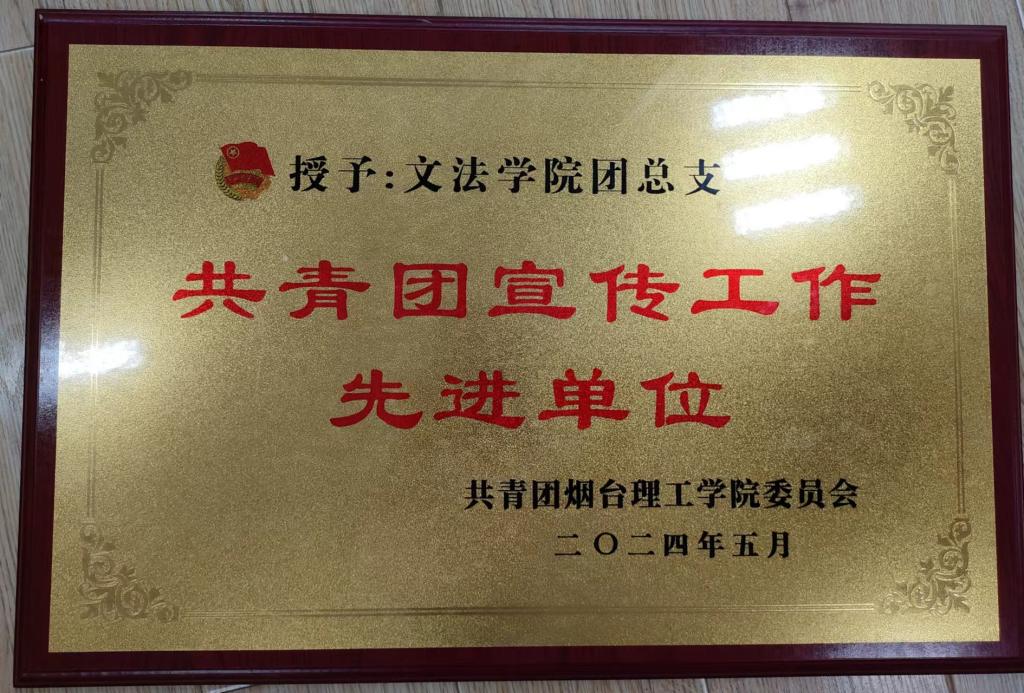 授予:文法学院团总支
共青团宣传工作
先进单位
共青团烟台理工学院委员会
二〇二四年五月